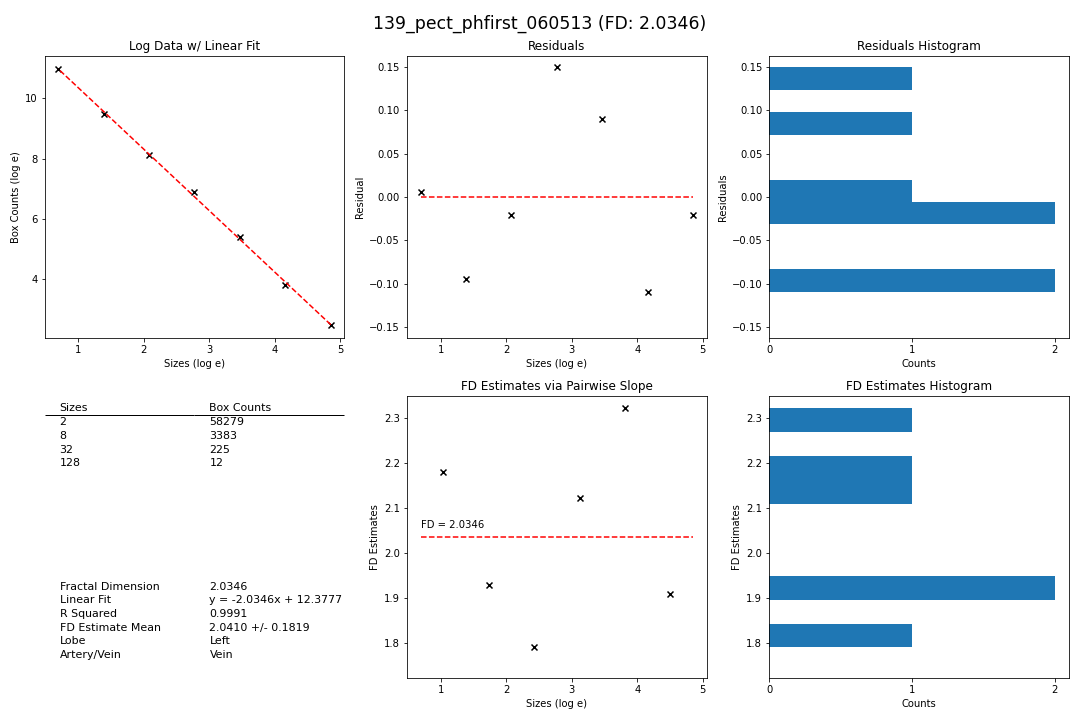 139_pect_phfirst_060513 (FD: 2.0346)
Log Data w/ Linear Fit
10
8
6
4
1 2 3 4 5
Box Counts (log e)
Sizes (log e)
Residuals
0.15
0.10
0.05
0.00
−0.05
−0.10
−0.15
1 2 3 4 5
Residual
Sizes (log e)
Residuals Histogram
0.15
0.10
0.05
0.00
−0.05
−0.10
−0.15
0 1 2
Residuals
Counts
Sizes Box Counts
2 58279
8 3383
32 225
128 12
Fractal Dimension 2.0346
Linear Fit y = -2.0346x + 12.3777
R Squared 0.9991
FD Estimate Mean 2.0410 +/- 0.1819
Lobe Left
Artery/Vein Vein
FD Estimates via Pairwise Slope
2.3
2.2
2.1
2.0
1.9
1.8
FD = 2.0346
1 2 3 4 5
FD Estimates
Sizes (log e)
FD Estimates Histogram
2.3
2.2
2.1
2.0
1.9
1.8
0 1 2
FD Estimates
Counts